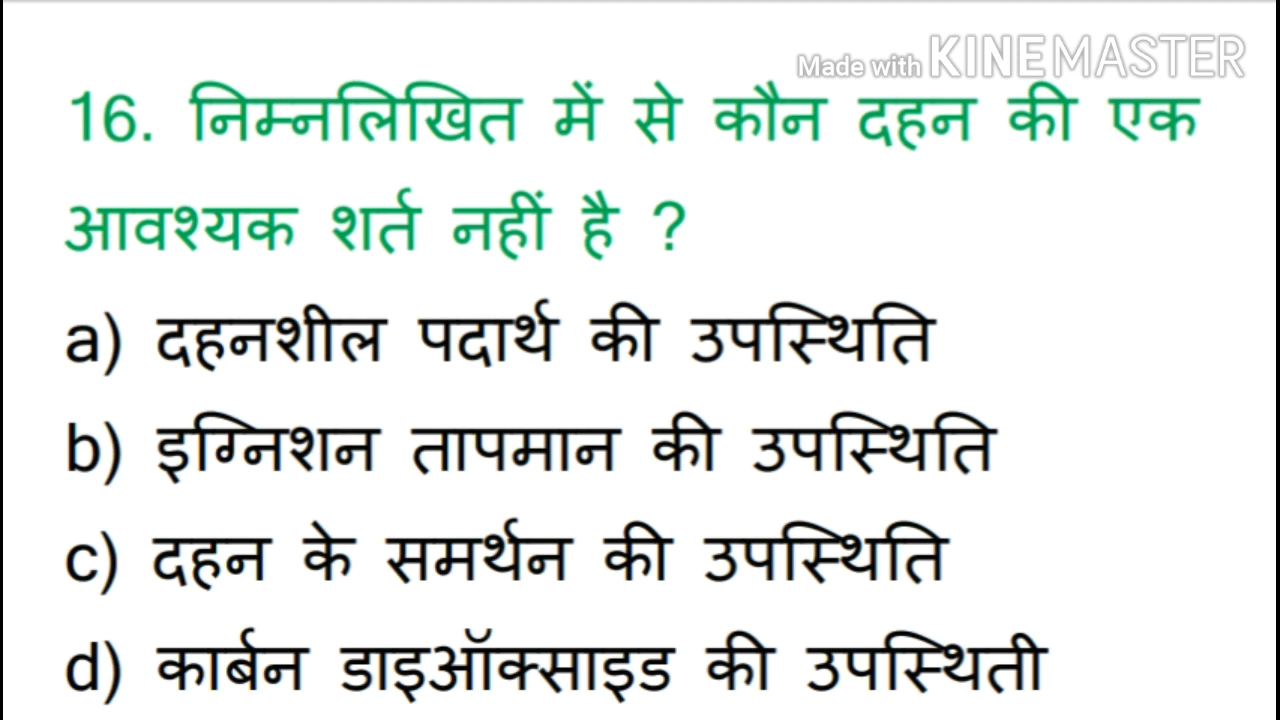 Made with KINEMASTER
16. निम्नलिखित में से कौन दहन की एक
आवश्यक शर्त नहीं है ?
a) दहनशील पदार्थ की उपस्थिति
b) इग्निशन तापमान की उपस्थिति
c) दहन के समर्थन की उपस्थिति
d) कार्बन डाइऑक्साइड की उपस्थिती